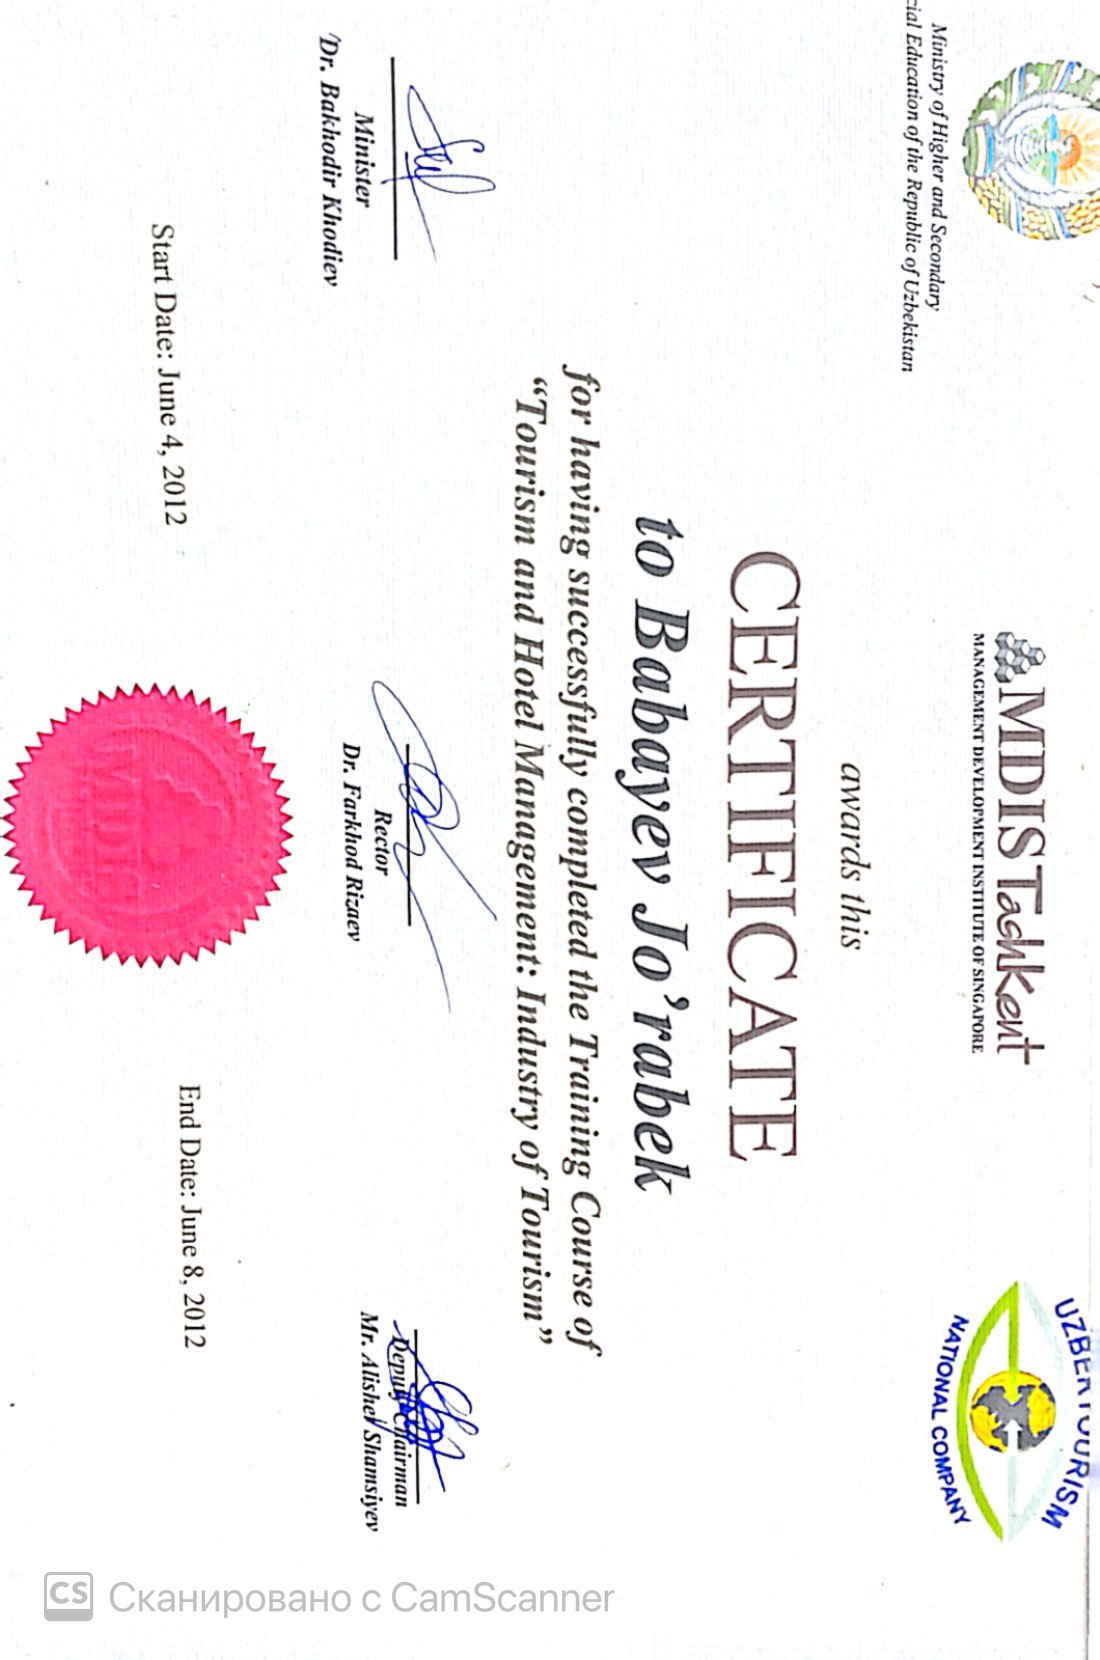 Ministry of Higher and Secondary
cial Education of the Republic of Uzbekistan
MDIS Tashkent
MANAGEMENT DEVELOPMENT INSTITUTE OF SINGAPORE
UZBEKTOURISM
NATIONAL COMPANY
awards this
CERTIFICATE
to Babayev Jo’rabek
for having successfully completed the Training Course of
“Tourism and Hotel Management: Industry of Tourism”
Minister
Dr. Bakhodir Khodiev
Rector
Dr. Farkhod Rizaev
Deputy Chairman
Mr. Alisher Shamsiyev
Start Date: June 4, 2012
MDIS
End Date: June 8, 2012
CS Сканировано с CamScanner